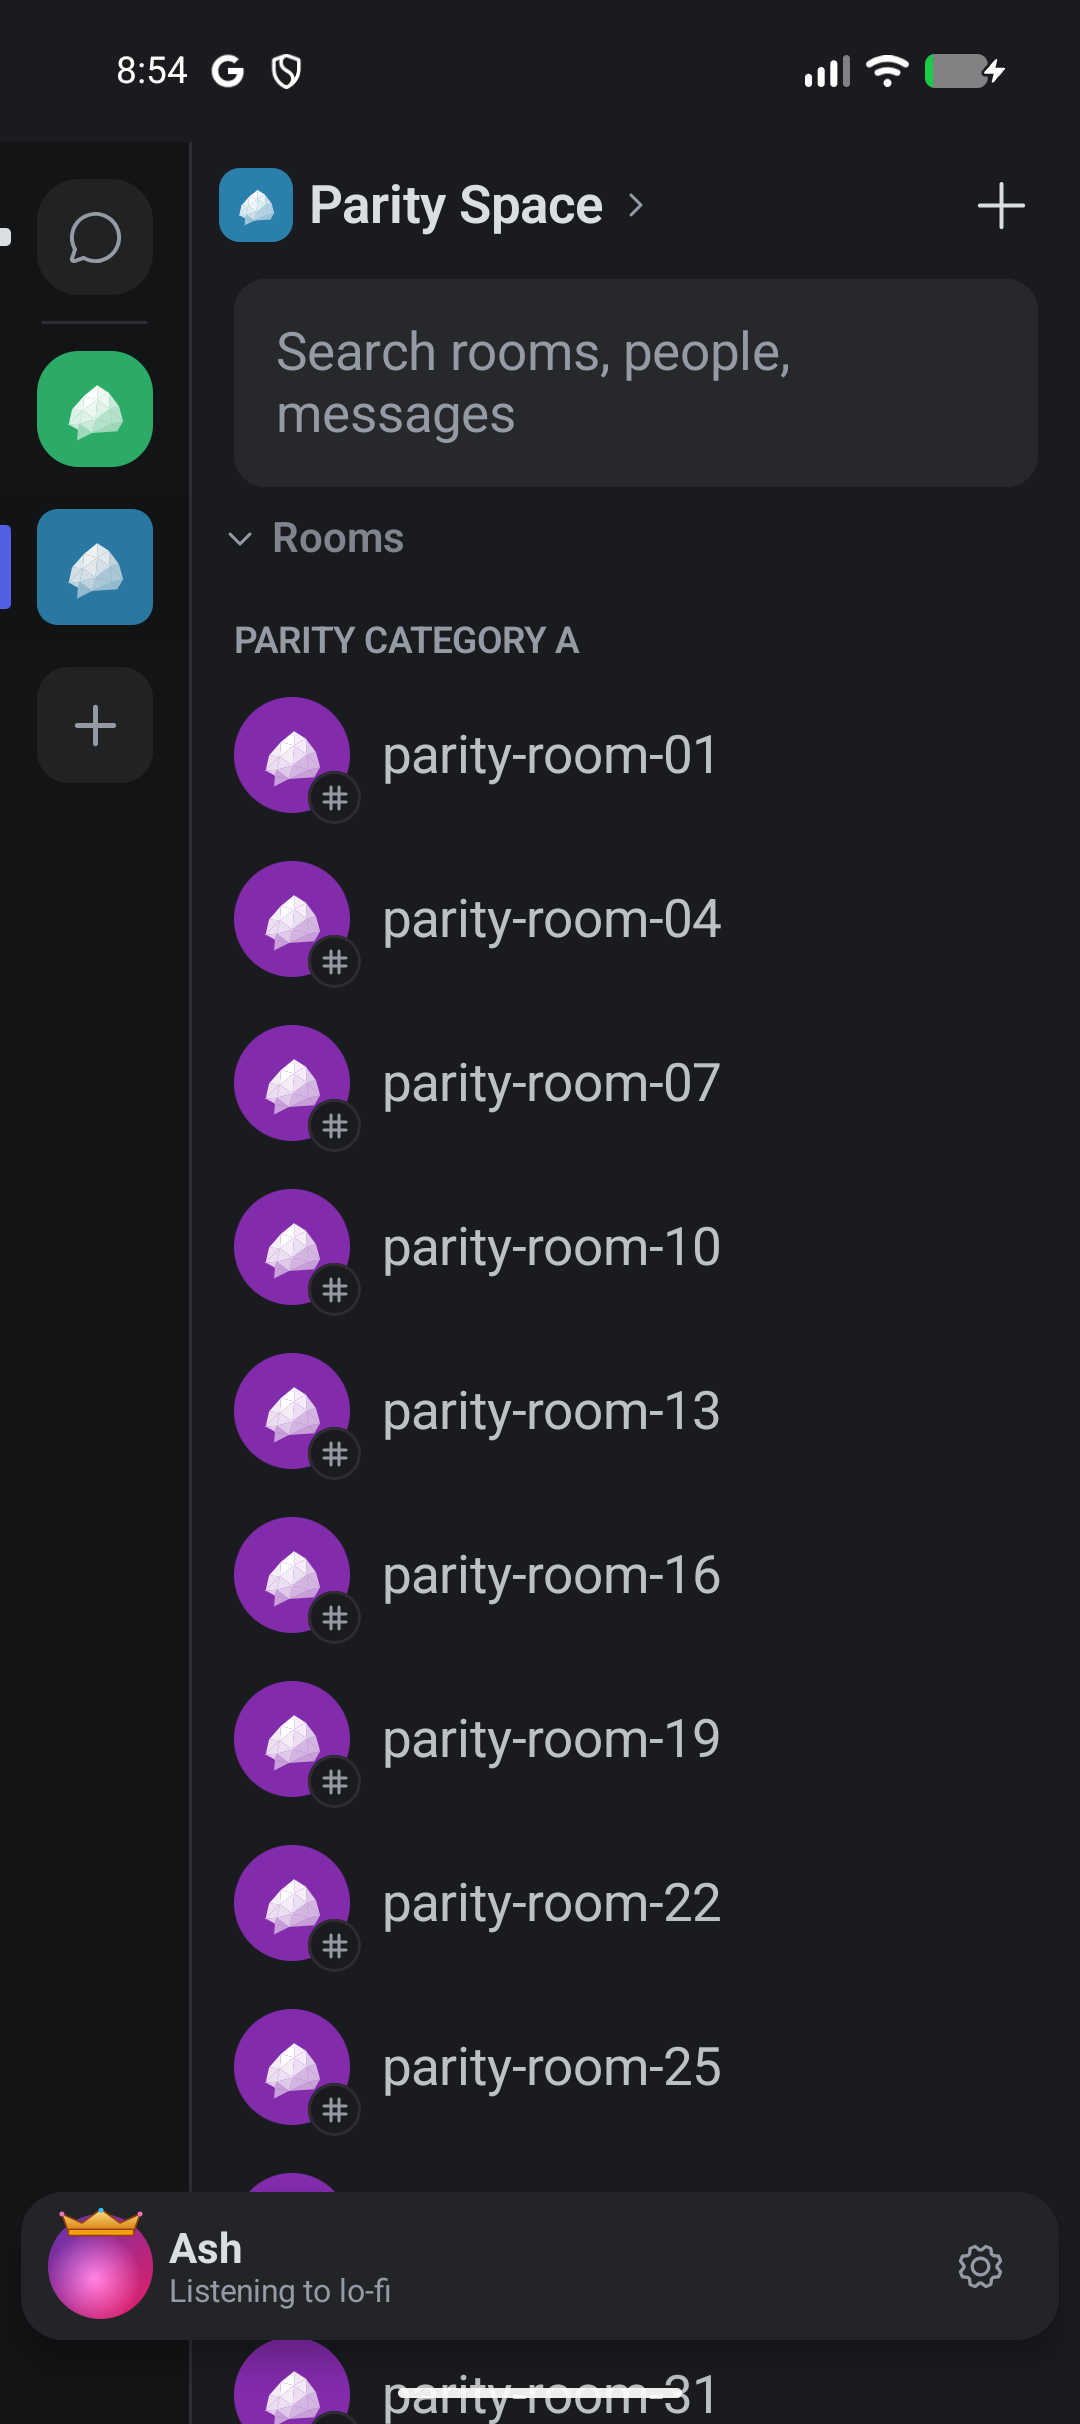 8:54
Parity Space
Search rooms, people,
messages
Rooms
PARITY CATEGORY A
parity-room-01
parity-room-04
parity-room-07
parity-room-10
parity-room-13
parity-room-16
parity-room-19
parity-room-22
parity-room-25
Ash
Listening to lo-fi
parity-room-31